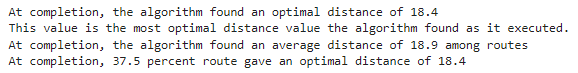 At completion, the algorithm found an optimal distance of 18.4
This value is the most optimal distance value the algorithm found as it executed.
At completion, the algorithm found an average distance of 18.9 among routes
At completion, 37.5 percent route gave an optimal distance of 18.4